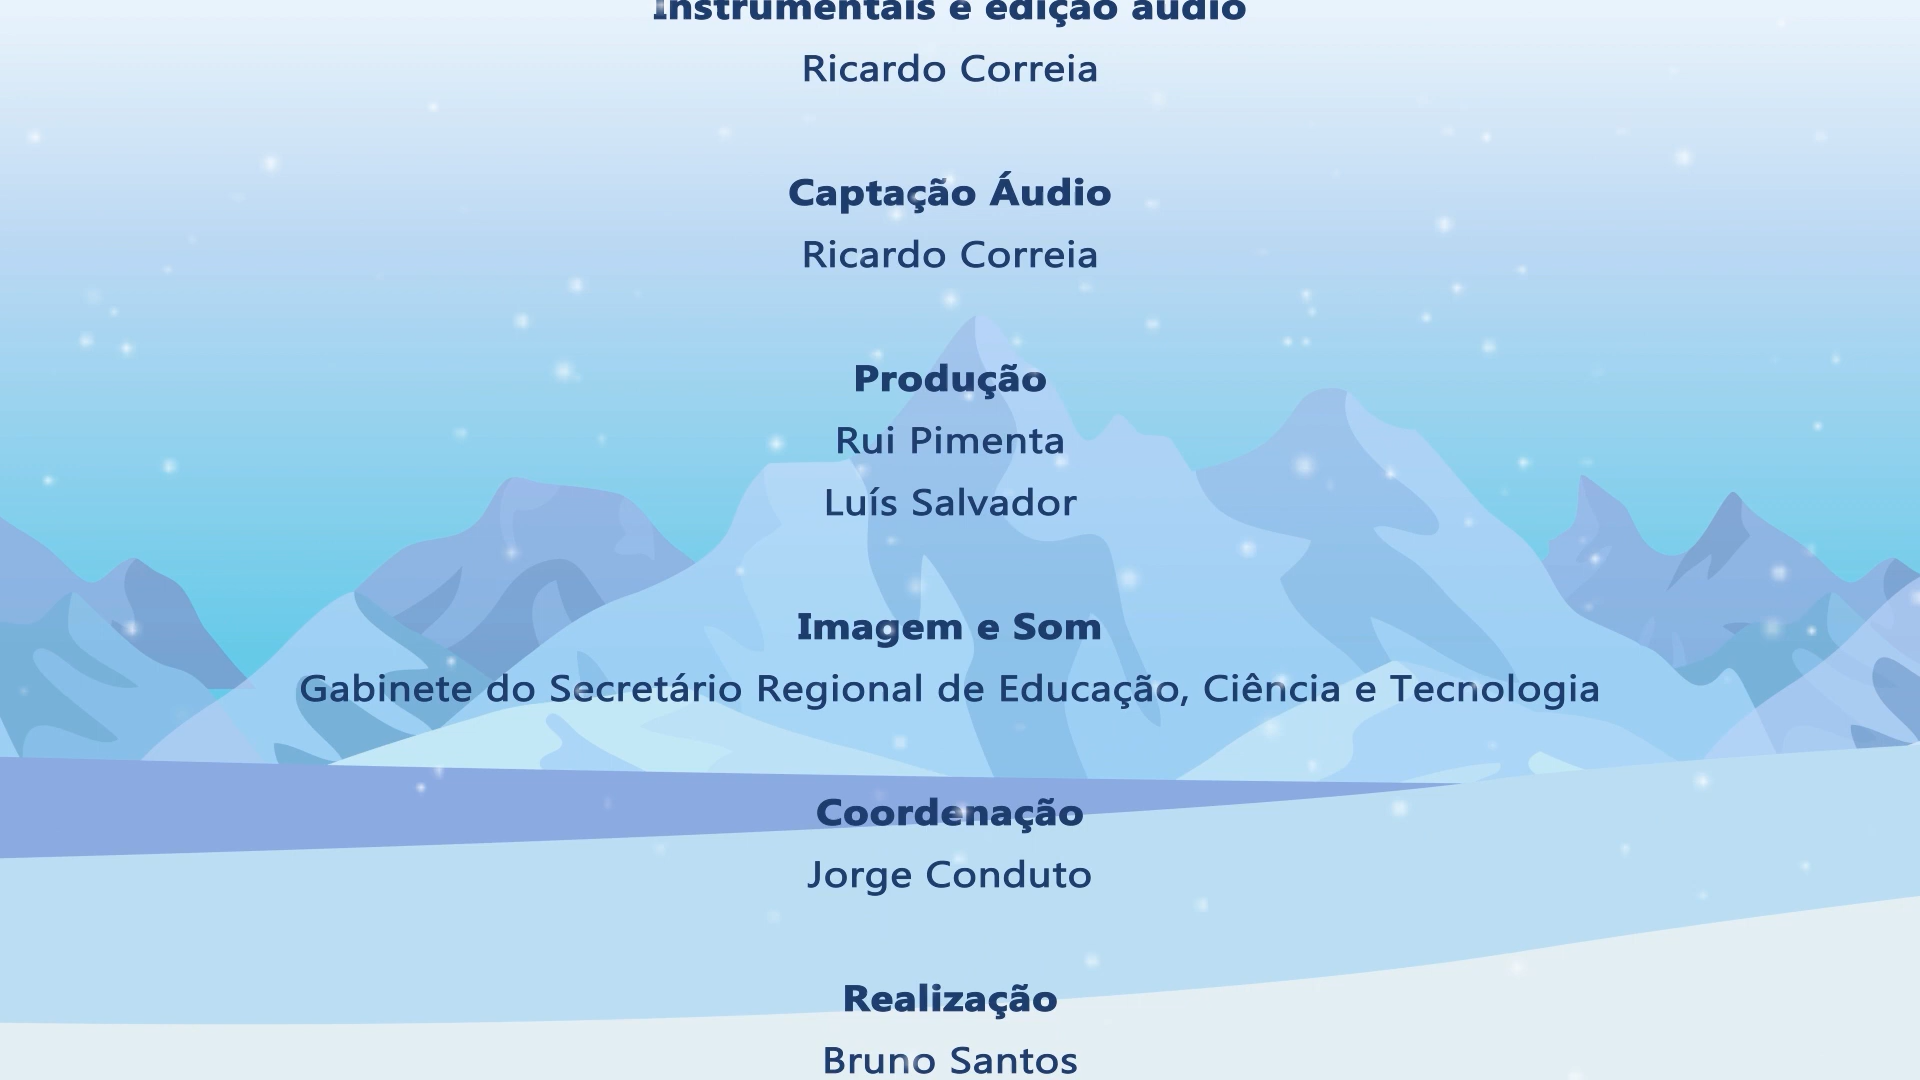 Instrumentais e edição áudio
Ricardo Correia
Captação Áudio
Ricardo Correia
Produção
Rui Pimenta
Luís Salvador
Imagem e Som
Gabinete do Secretário Regional de Educação, Ciência e Tecnologia
Coordenação
Jorge Conduto
Realização
Bruno Santos